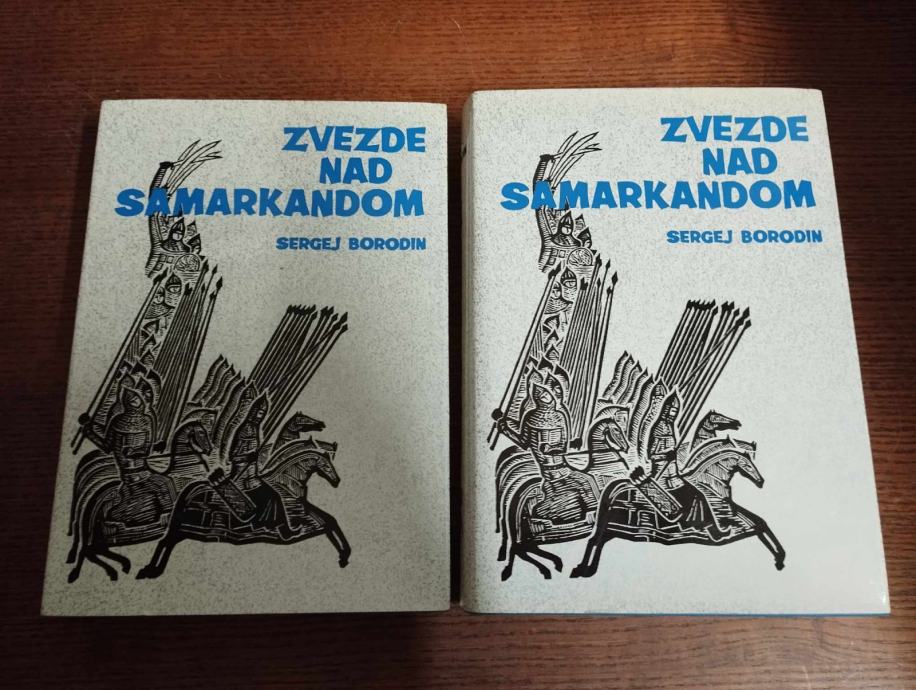 ZVEZDE
NAD
SAMARKANDOM
SERGEJ BORODIN
ZVEZDE
NAD
SAMARKANDOM
SERGEJ BORODIN